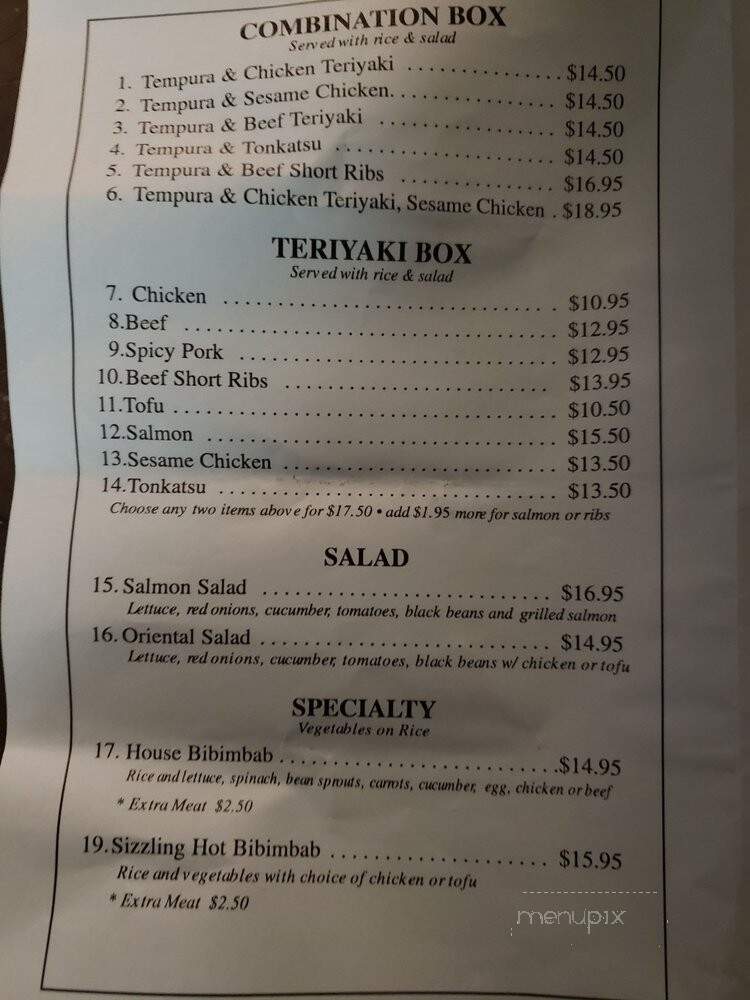 COMBINATION BOX
Served with rice & salad
1. Tempura & Chicken Teriyaki . . . . . . . . . . . . . . $14.50
2. Tempura & Sesame Chicken. . . . . . . . . . . . . . . $14.50
3. Tempura & Beef Teriyaki . . . . . . . . . . . . . . . . $14.50
4. Tempura & Tonkatsu . . . . . . . . . . . . . . . . . . . . $14.50
5. Tempura & Beef Short Ribs . . . . . . . . . . . . . . $16.95
6. Tempura & Chicken Teriyaki, Sesame Chicken . $18.95
TERIYAKI BOX
Served with rice & salad
7. Chicken . . . . . . . . . . . . . . . . . . . . . . . . . . . . . . . $10.95
8.Beef . . . . . . . . . . . . . . . . . . . . . . . . . . . . . . . . . . $12.95
9.Spicy Pork . . . . . . . . . . . . . . . . . . . . . . . . . . . . . $12.95
10.Beef Short Ribs . . . . . . . . . . . . . . . . . . . . . . . . $13.95
11.Tofu . . . . . . . . . . . . . . . . . . . . . . . . . . . . . . . . . . . $10.50
12.Salmon . . . . . . . . . . . . . . . . . . . . . . . . . . . . . . . . $15.50
13.Sesame Chicken . . . . . . . . . . . . . . . . . . . . . . . . . $13.50
14.Tonkatsu . . . . . . . . . . . . . . . . . . . . . . . . . . . . . . . $13.50
Choose any two items above for $17.50 • add $1.95 more for salmon or ribs
SALAD
15. Salmon Salad . . . . . . . . . . . . . . . . . . . . . . . . . . $16.95
Lettuce, red onions, cucumber, tomatoes, black beans and grilled salmon
16. Oriental Salad . . . . . . . . . . . . . . . . . . . . . . . . . . $14.95
Lettuce, red onions, cucumber, tomatoes, black beans w/ chicken or tofu
SPECIALTY
Vegetables on Rice
17. House Bibimbab . . . . . . . . . . . . . . . . . . . . . . . . . .$14.95
Rice and lettuce, spinach, bean sprouts, carrots, cucumber, egg, chicken or beef
* Extra Meat $2.50
19.Sizzling Hot Bibimbab . . . . . . . . . . . . . . . . . . . . $15.95
Rice and vegetables with choice of chicken or tofu
* Extra Meat $2.50
menupix